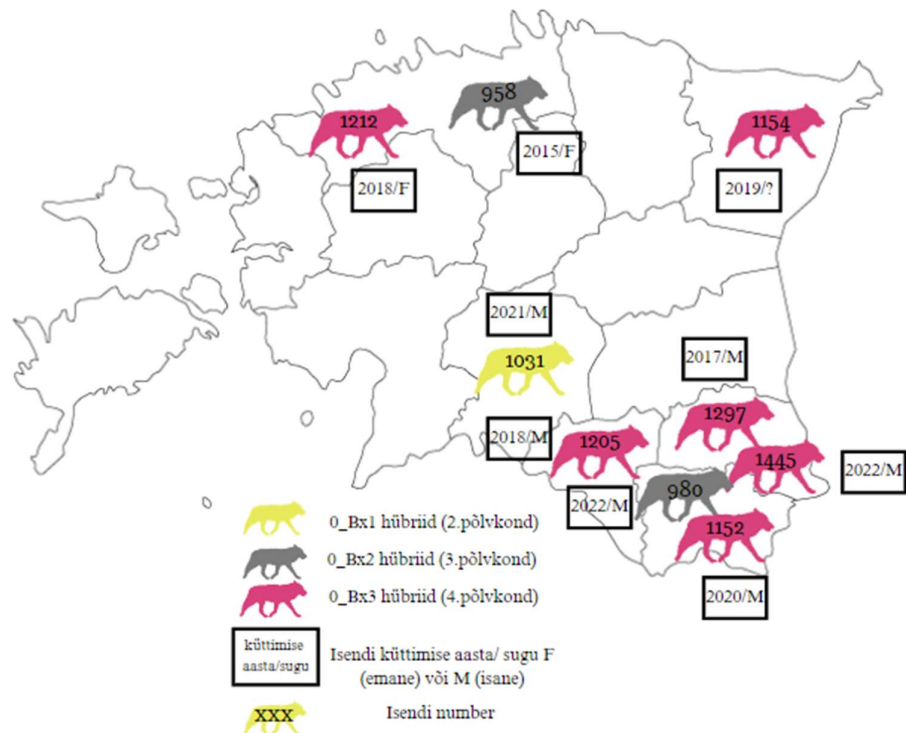 958
1212
1154
2015/F
2018/F
2019/?
2021/M
1031
2017/M
1297
2018/M
1205
1445
2022/M
980
2022/M
1152
2020/M
0_Bx1 hübriid (2.põlvkond)
0_Bx2 hübriid (3.põlvkond)
0_Bx3 hübriid (4.põlvkond)
küttimise
aasta/sugu
Isendi küttimise aasta/ sugu F
(emane) või M (isane)
XXX
Isendi number